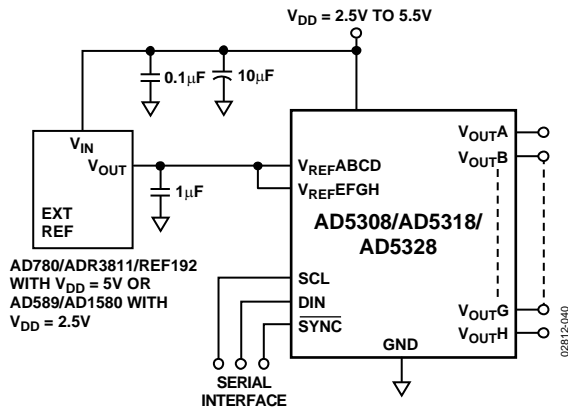 VDD = 2.5V TO 5.5V
0.1μF
10μF
VIN
VOUT
1μF
EXT
REF
AD780/ADR3811/REF192
WITH VDD = 5V OR
AD589/AD1580 WITH
VDD = 2.5V
VREFABCD
VREFEFGH
AD5308/AD5318/
AD5328
SCL
DIN
SYNC
GND
VOUTA
VOUTB
VOUTG
VOUTH
SERIAL
INTERFACE
02812-040